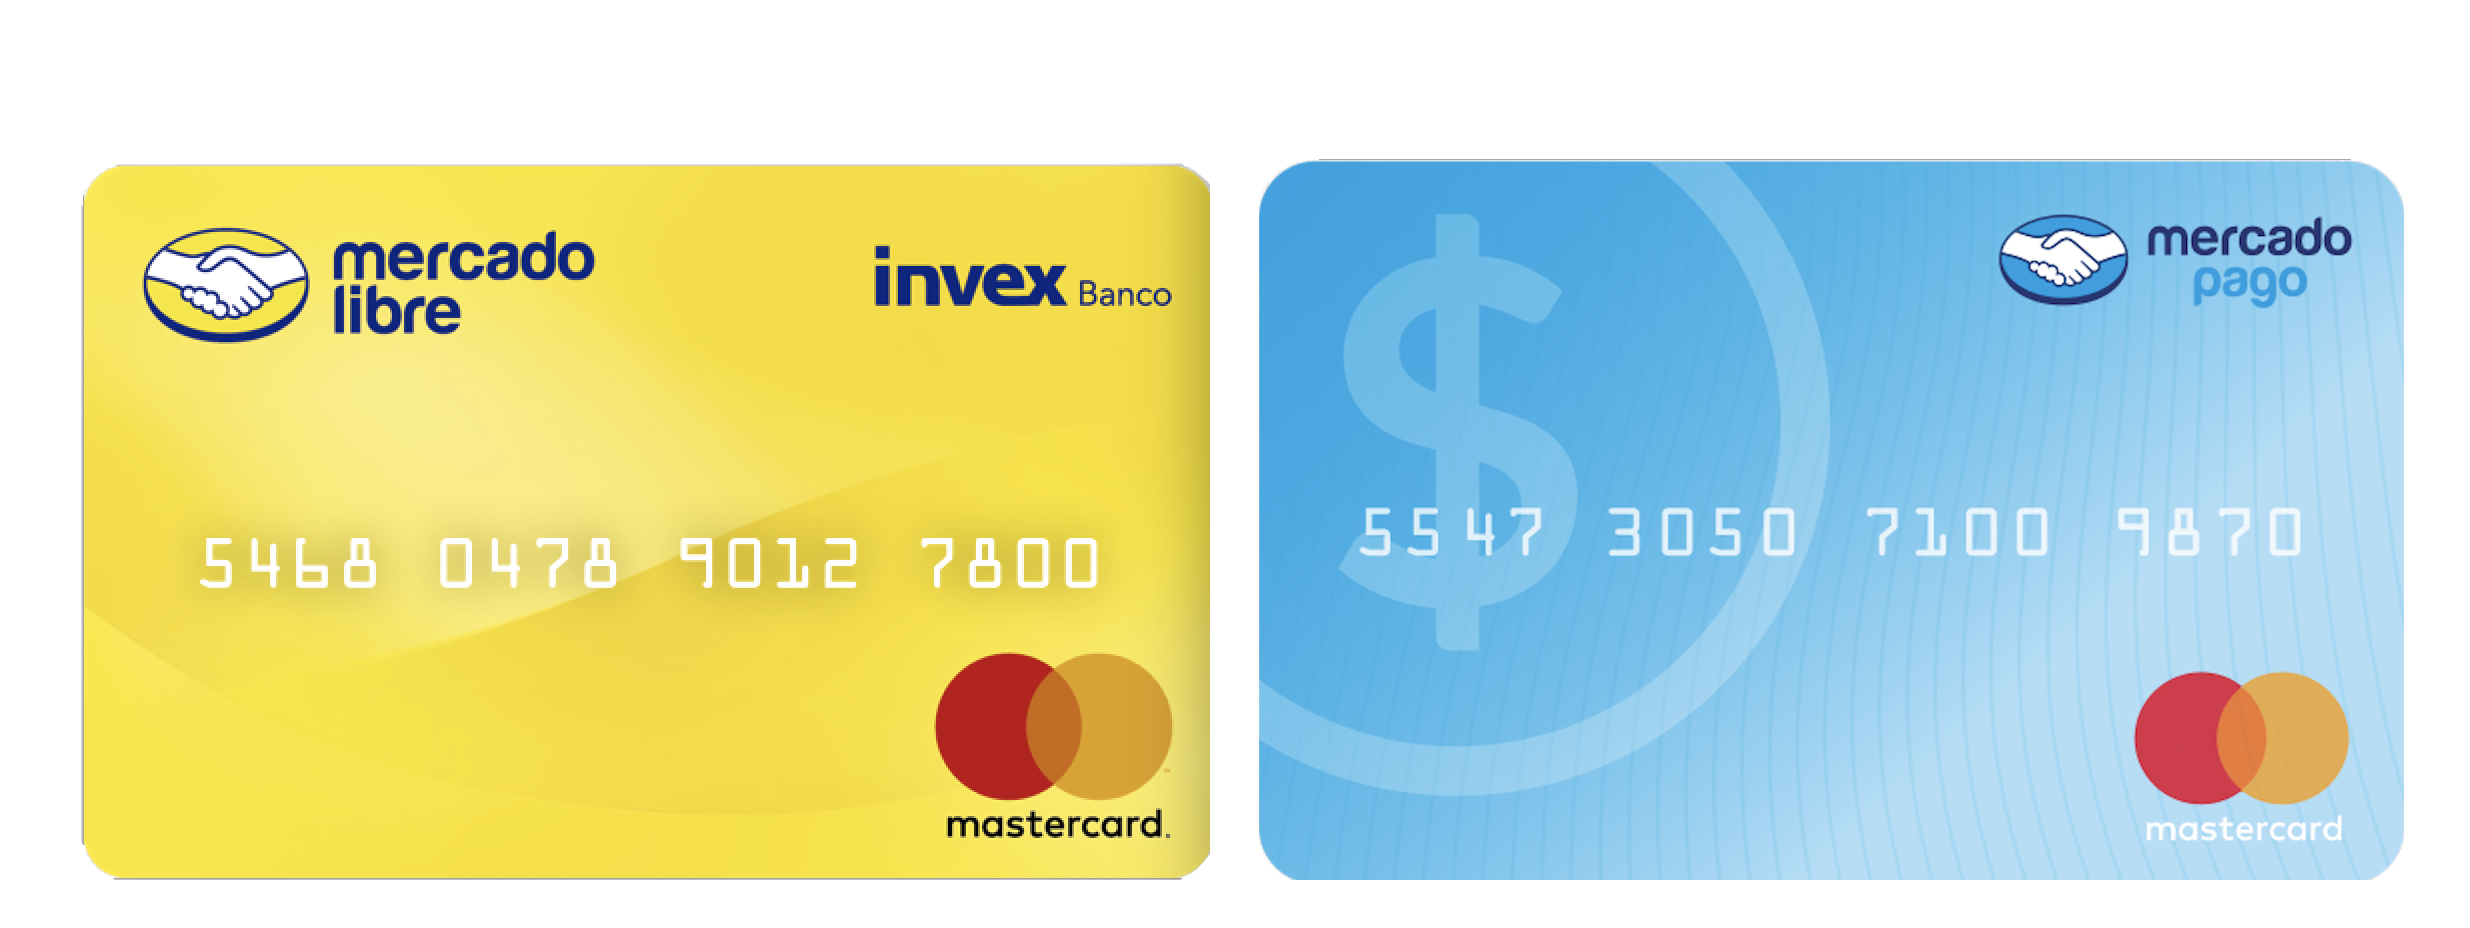 mercado
libre
invex Banco
5468 0478 9012 7800
mastercard.
mercado
pago
5547 3050 7100 9870
mastercard